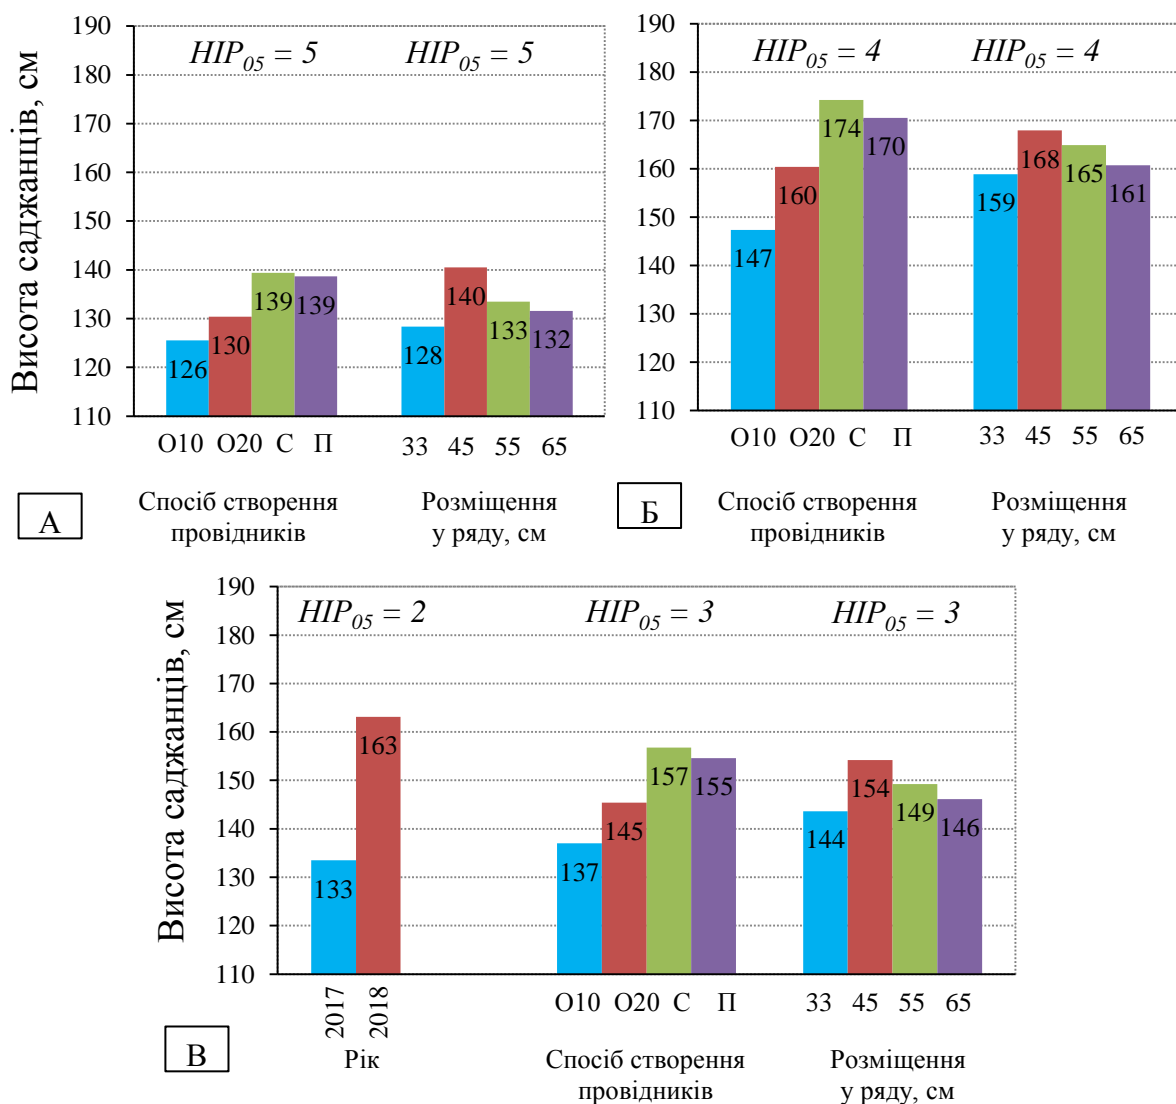 Висота саджанців, см
190
180
170
160
150
140
130
120
110
НІР05 = 5
НІР05 = 5
126
130
139
139
128
140
133
132
О10 О20 С П
33 45 55 65
А
Спосіб створення
провідників
Розміщення
у ряду, см
190
180
170
160
150
140
130
120
110
НІР05 = 4
НІР05 = 4
147
160
174
170
159
168
165
161
О10 О20 С П
33 45 55 65
Б
Спосіб створення
провідників
Розміщення
у ряду, см
Висота саджанців, см
190
180
170
160
150
140
130
120
110
НІР05 = 2
НІР05 = 3
НІР05 = 3
133
163
137
145
157
155
144
154
149
146
2017
2018
О10 О20 С П
33 45 55 65
В
Рік
Спосіб створення
провідників
Розміщення
у ряду, см